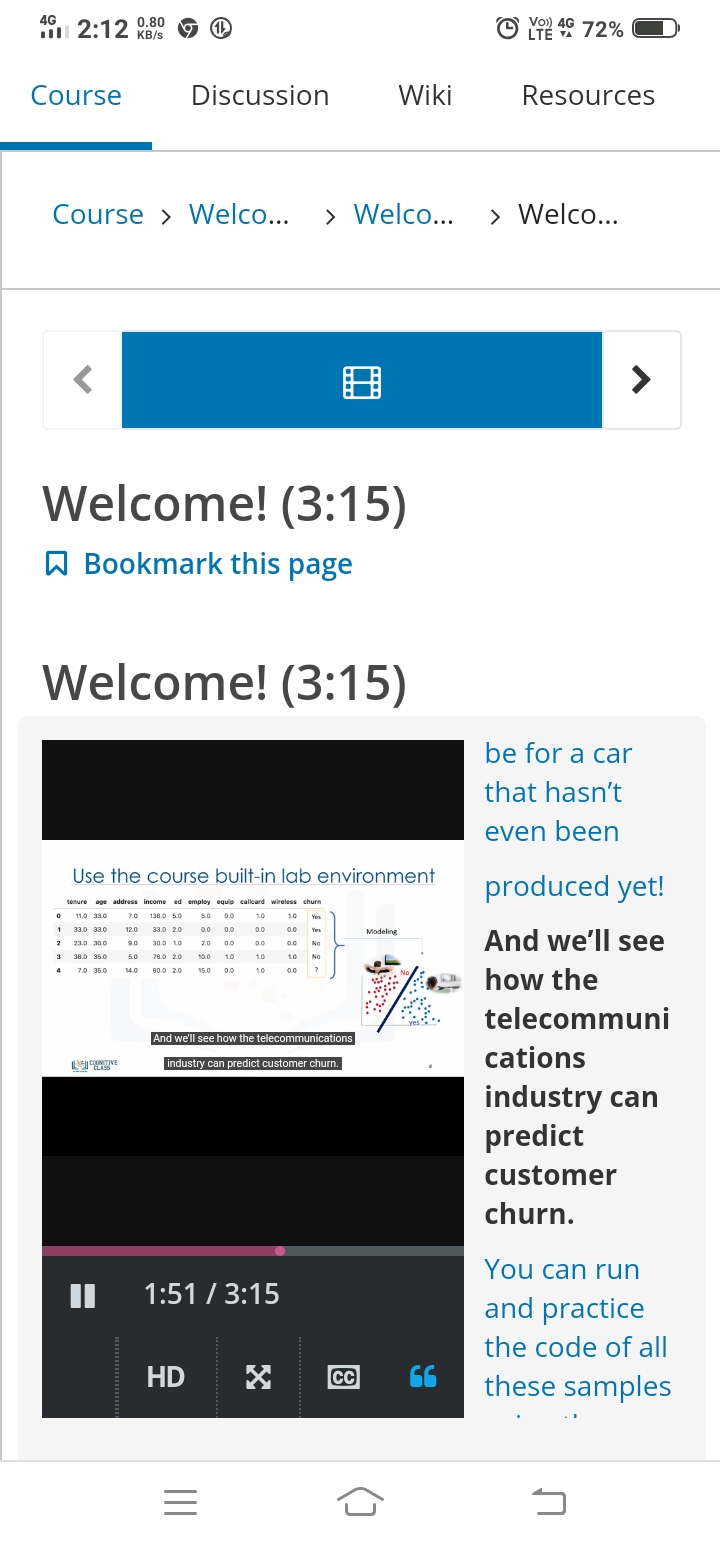 4G 2:12 0.80 KB/s Vo)) LTE 4G 72%
Course Discussion Wiki Resources
Course > Welco... > Welco... > Welco...
Welcome! (3:15)
Bookmark this page
Welcome! (3:15)
Use the course built-in lab environment
tenure age address income ed employ equip callcard wireless churn
0 11.0 33.0 7.0 136.0 5.0 5.0 0.0 1.0 1.0 Yes
1 33.0 33.0 12.0 33.0 2.0 0.0 0.0 0.0 0.0 Yes
2 23.0 30.0 9.0 30.0 1.0 2.0 0.0 0.0 0.0 No
3 38.0 35.0 5.0 76.0 2.0 10.0 1.0 1.0 1.0 No
4 7.0 35.0 14.0 80.0 2.0 15.0 0.0 1.0 0.0 ?
Modeling
No
yes
And we'll see how the telecommunications
industry can predict customer churn.
COGNITIVE
CLASS
8
1:51 / 3:15
HD CC
be for a car
that hasn’t
even been
produced yet!
And we’ll see
how the
telecommuni
cations
industry can
predict
customer
churn.
You can run
and practice
the code of all
these samples